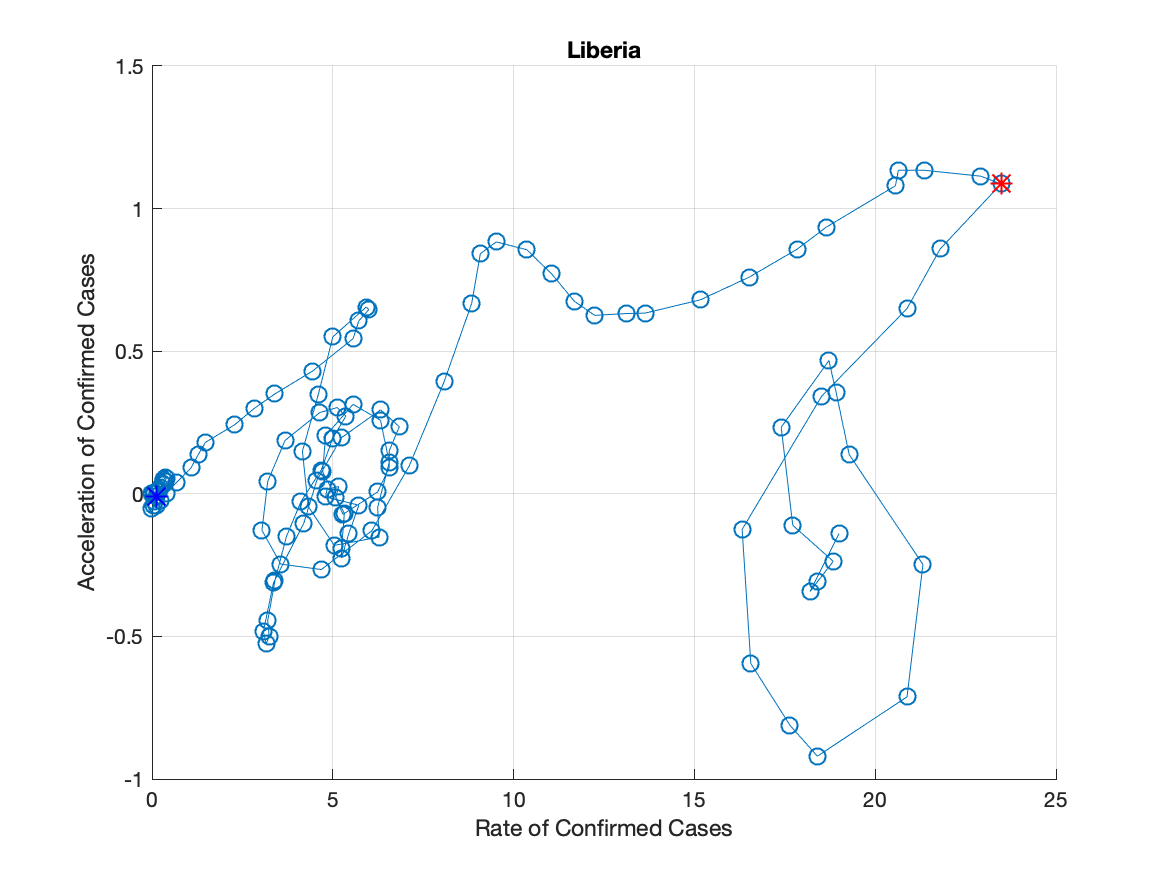 Liberia
1.5
1
0.5
0
-0.5
-1
Acceleration of Confirmed Cases
0 5 10 15 20 25
Rate of Confirmed Cases